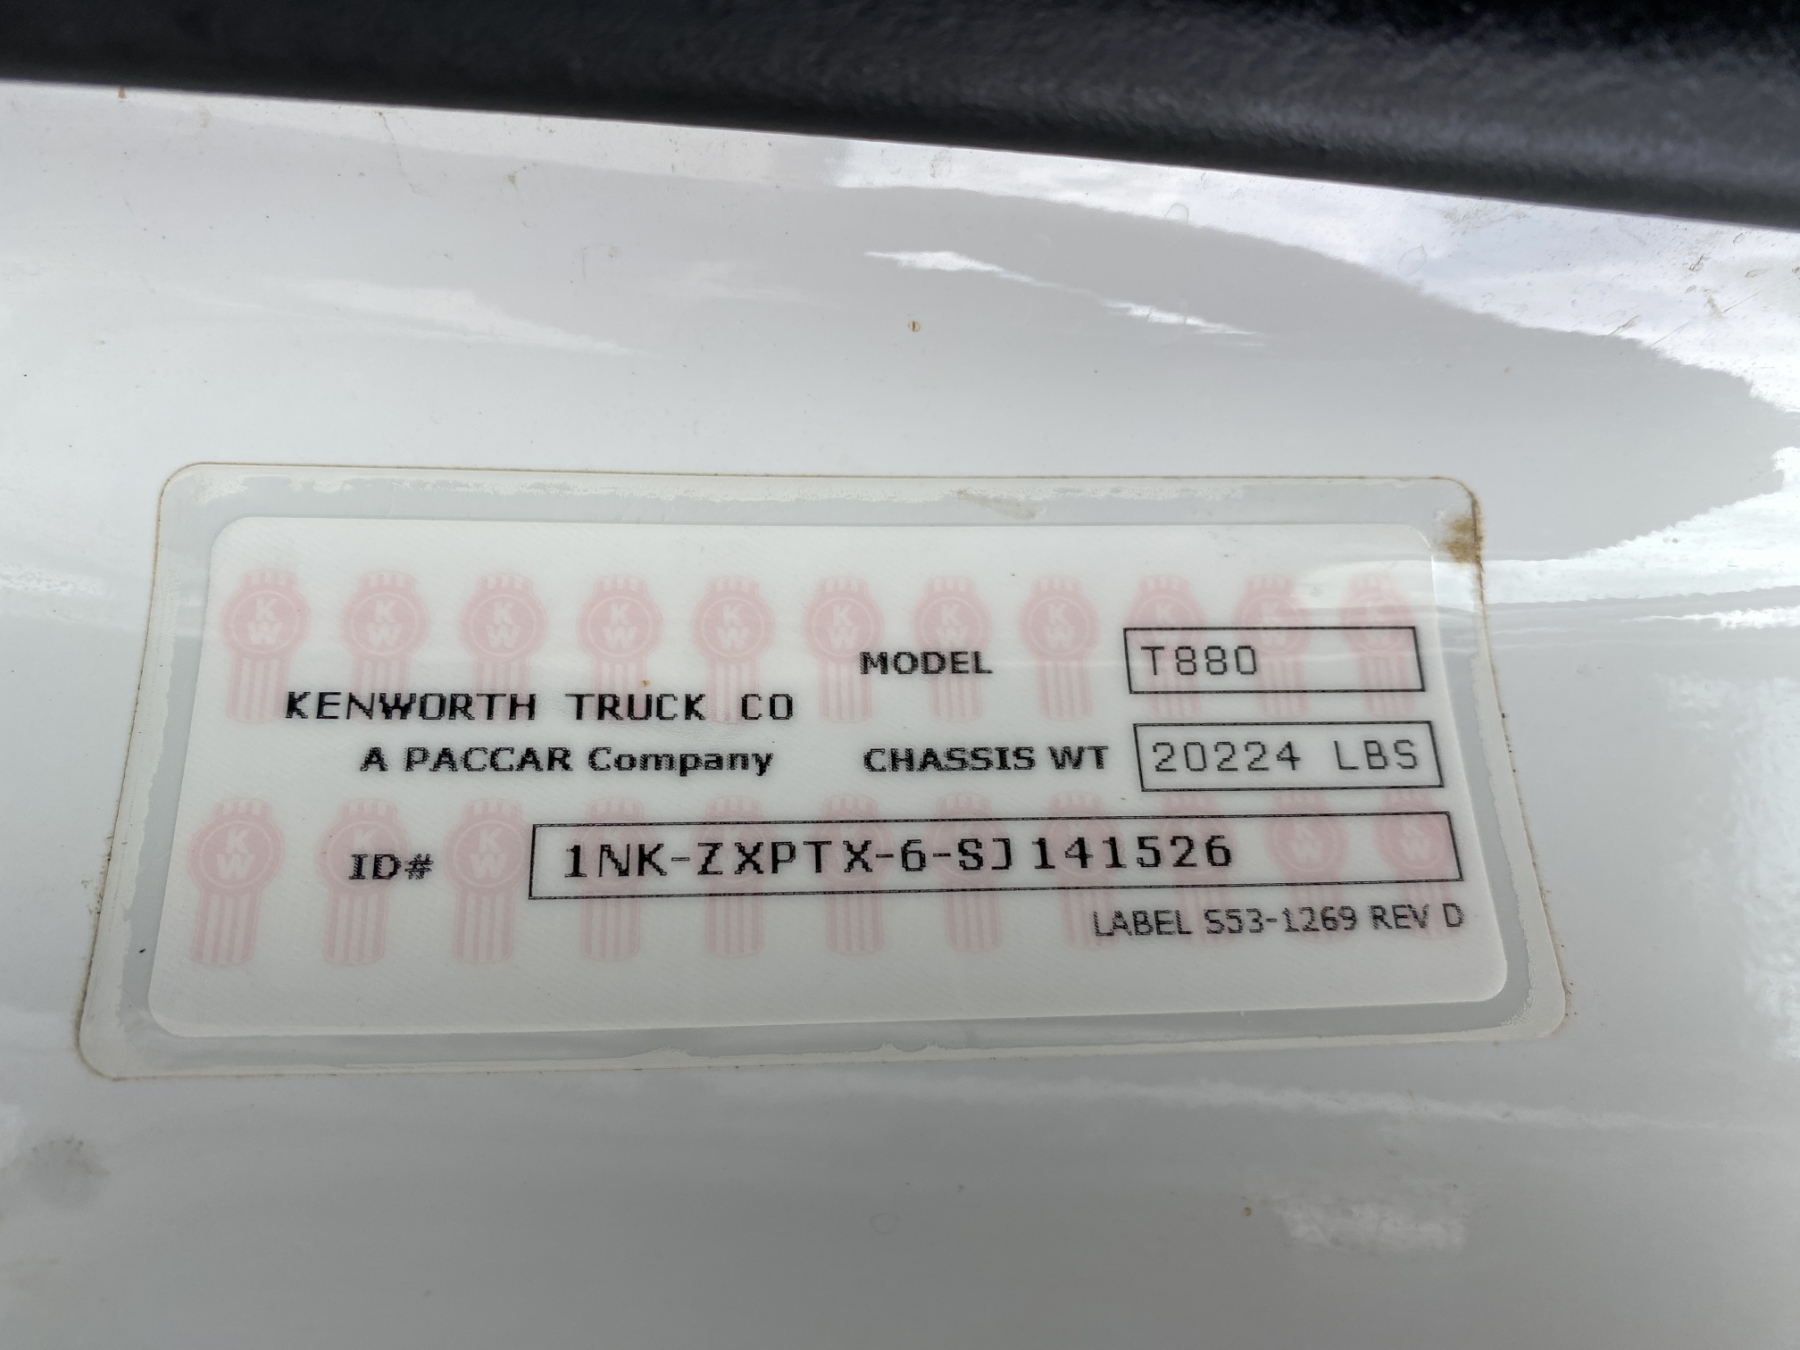 MODEL T880
KENWORTH TRUCK CO
A PACCAR Company CHASSIS WT 20224 LBS
ID# 1NK-ZXPTX-6-SJ141526
LABEL S53-1269 REV D